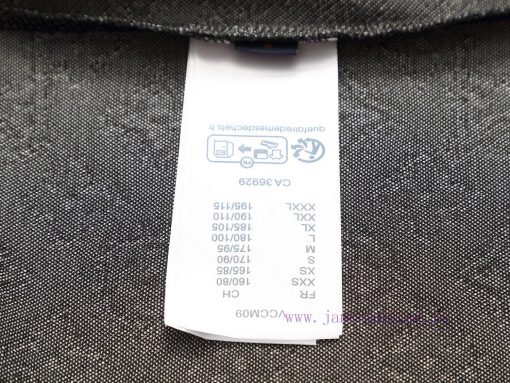 VCCM09
FR CH
XXS 160/80
XS 165/85
S 170/90
M 175/95
L 180/100
XL 185/105
XXL 190/110
XXXL 195/115
CA 36929
FR
quefairedemesdechets.fr